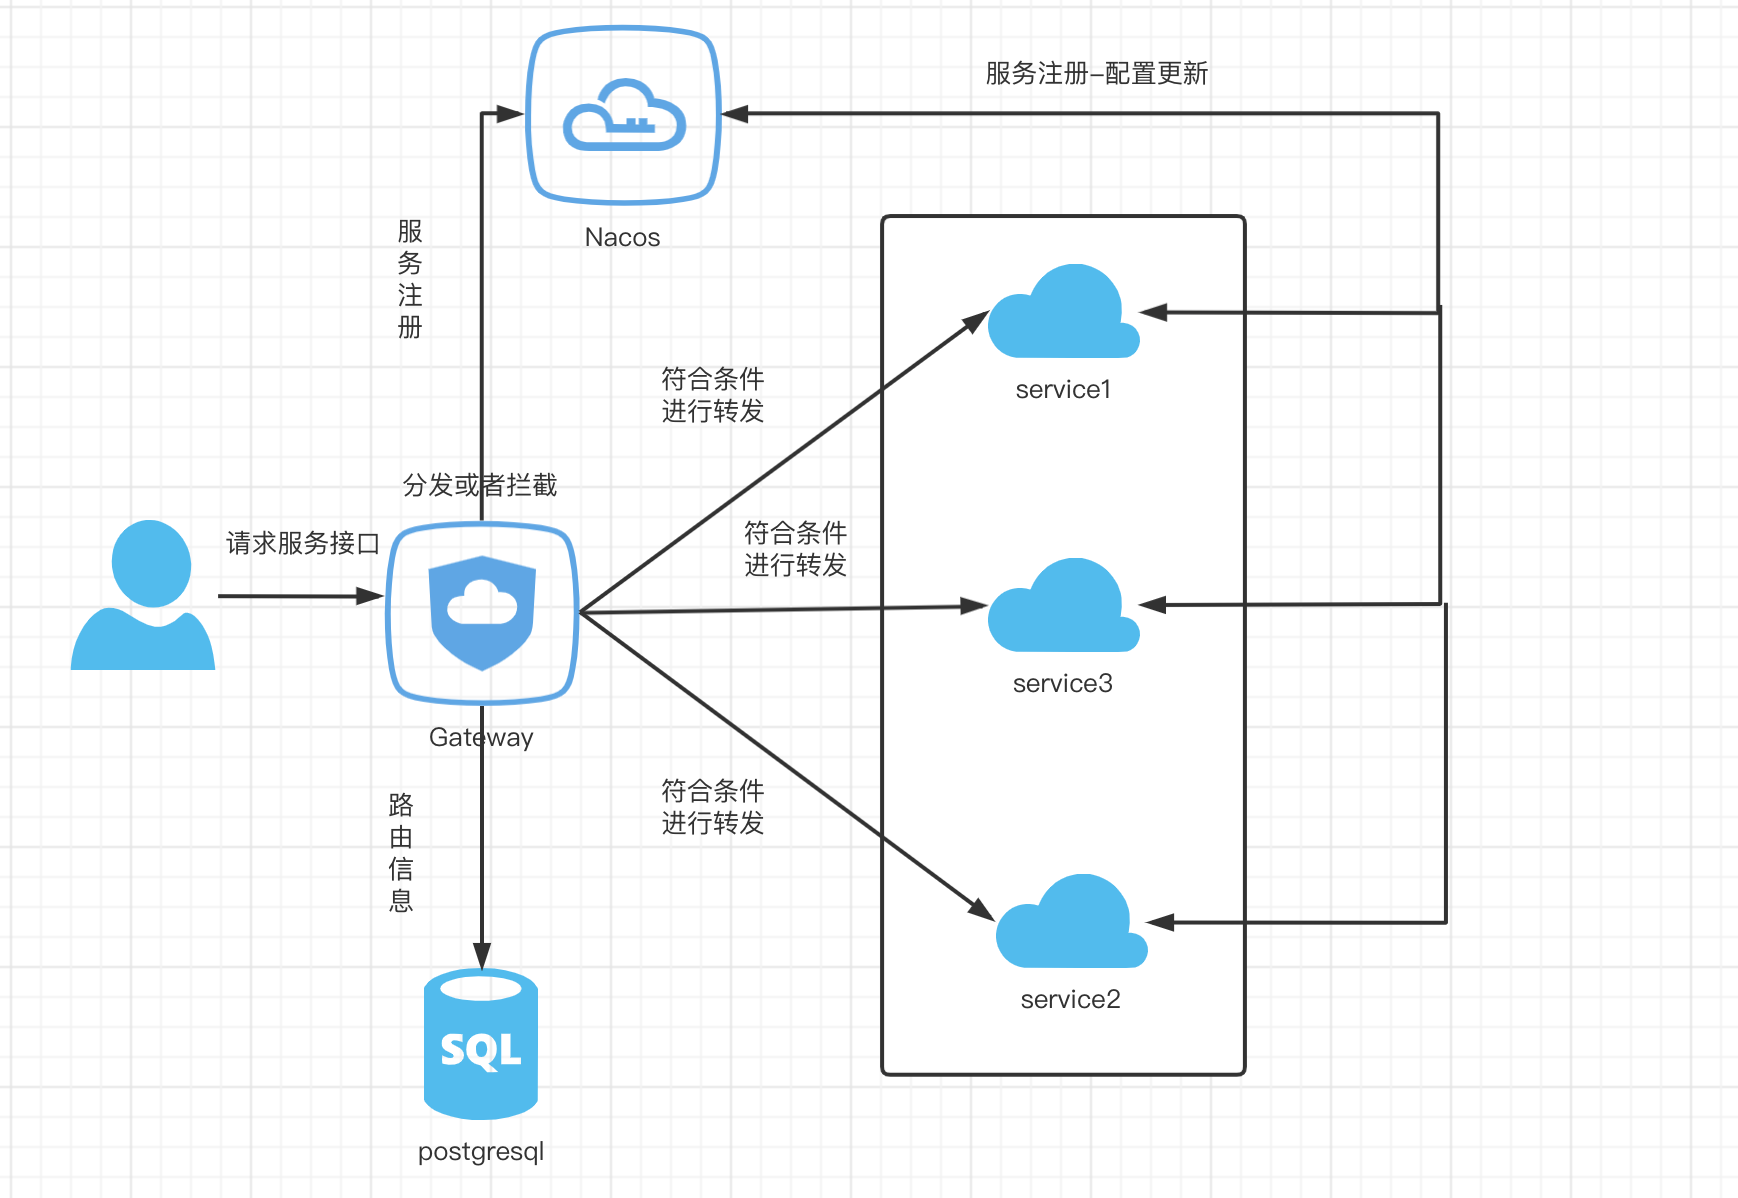 服务注册-配置更新
Nacos
服
务
注
册
service1
符合条件
进行转发
分发或者拦截
请求服务接口
符合条件
进行转发
service3
Gateway
路
由
信
息
符合条件
进行转发
service2
SQL
postgresql